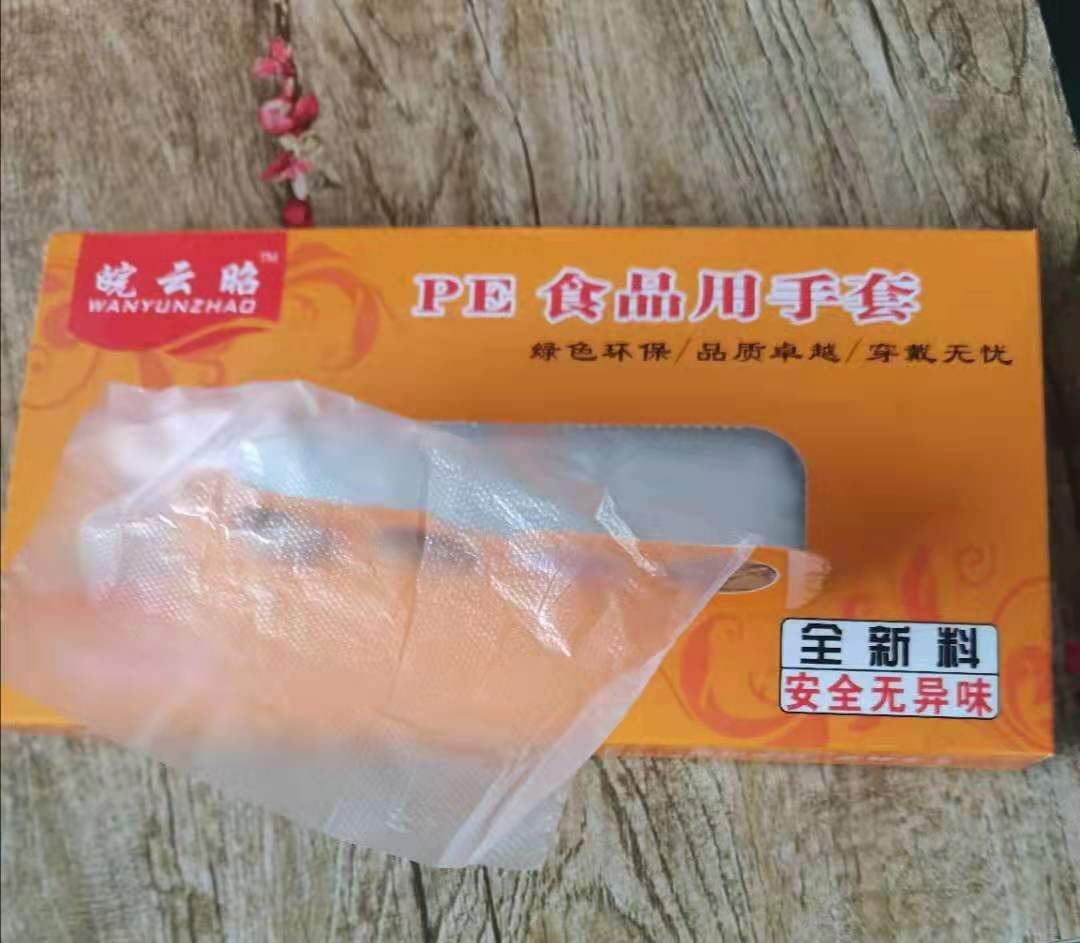 皖云昭 TM
WANYUNZHAO
PE 食品用手套
绿色环保/品质卓越/穿戴无忧
全新料
安全无异味